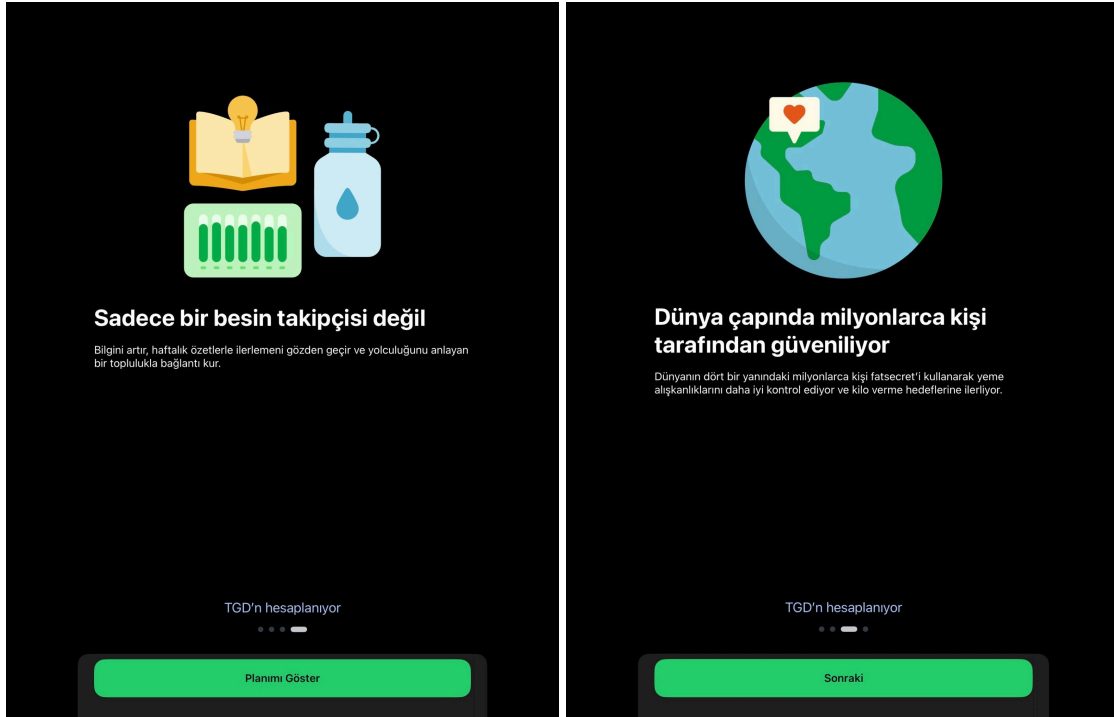 Sadece bir besin takipçisi değil
Bilgini artır, haftalık özetlerle ilerlemeni gözden geçir ve yolculuğunu anlayan
bir toplulukla bağlantı kur.
TGD'n hesaplanıyor
Planımı Göster
Dünya çapında milyonlarca kişi
tarafından güveniliyor
Dünyanın dört bir yanındaki milyonlarca kişi fatsecret'i kullanarak yeme
alışkanlıklarını daha iyi kontrol ediyor ve kilo verme hedeflerine ilerliyor.
TGD'n hesaplanıyor
Sonraki